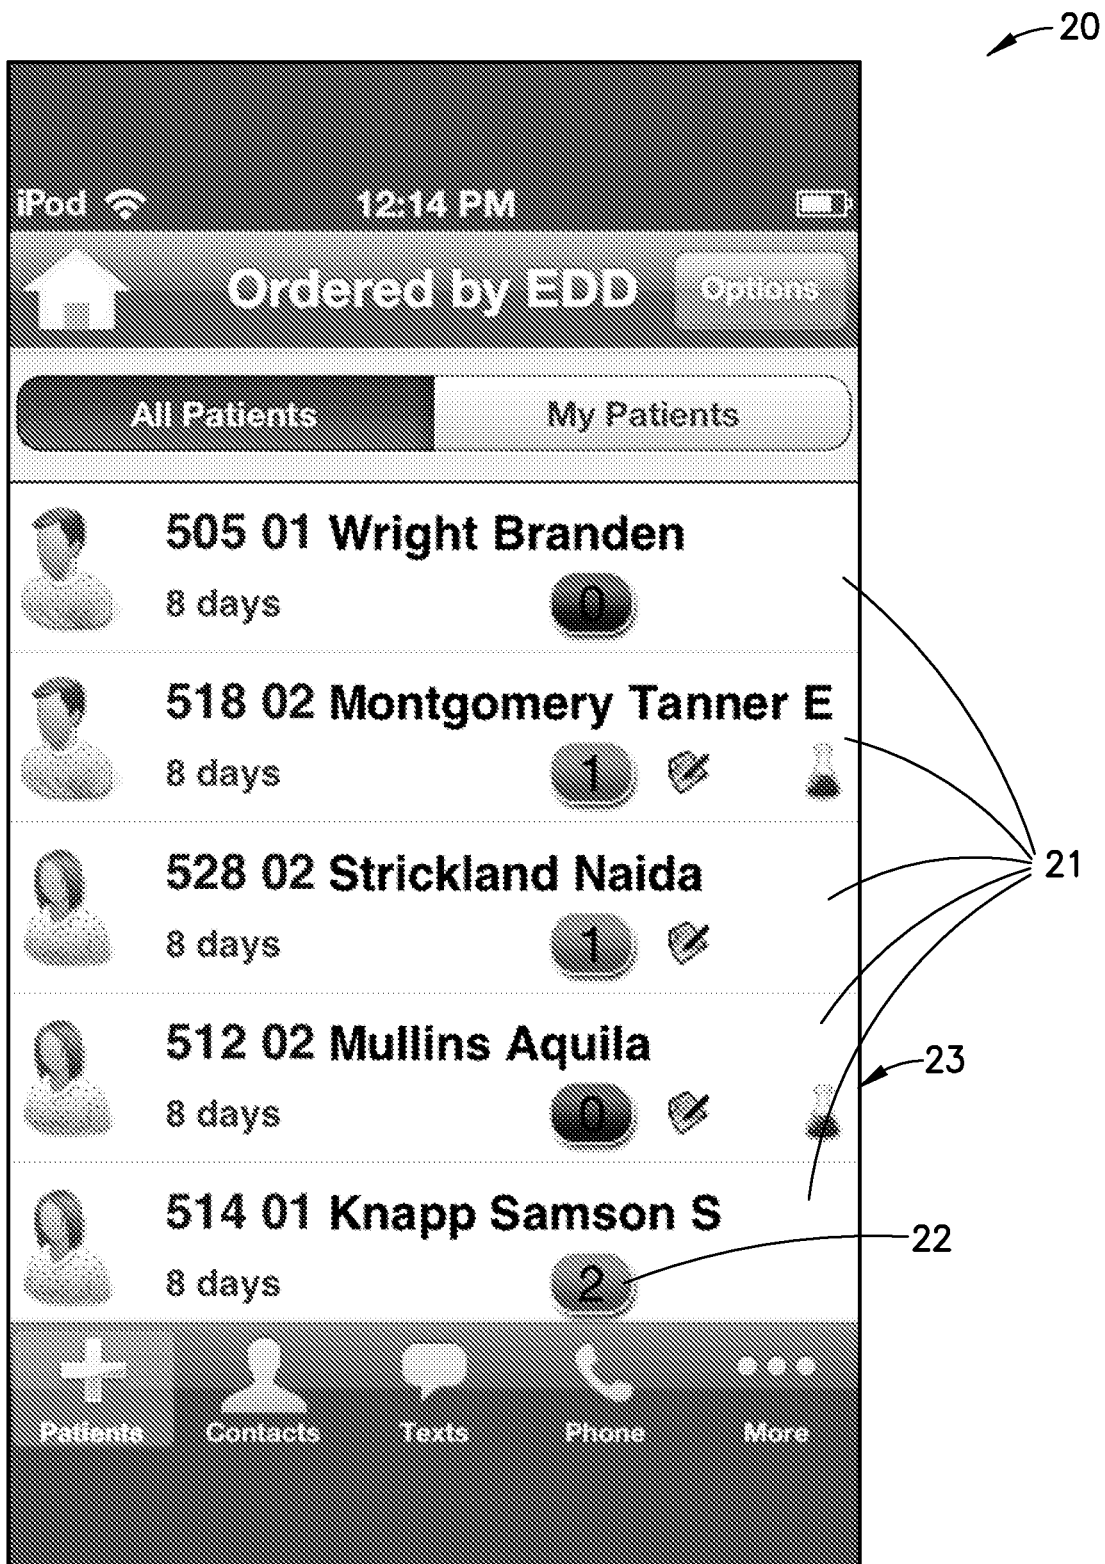 20
iPod 12:14 PM
Ordered by EDD Options
All Patients My Patients
505 01 Wright Branden
8 days 0
518 02 Montgomery Tanner E
8 days 1
528 02 Strickland Naida
21
8 days 1
512 02 Mullins Aquila
23
8 days 0
514 01 Knapp Samson S
22
8 days 2
Patients Contacts Texts Phone More